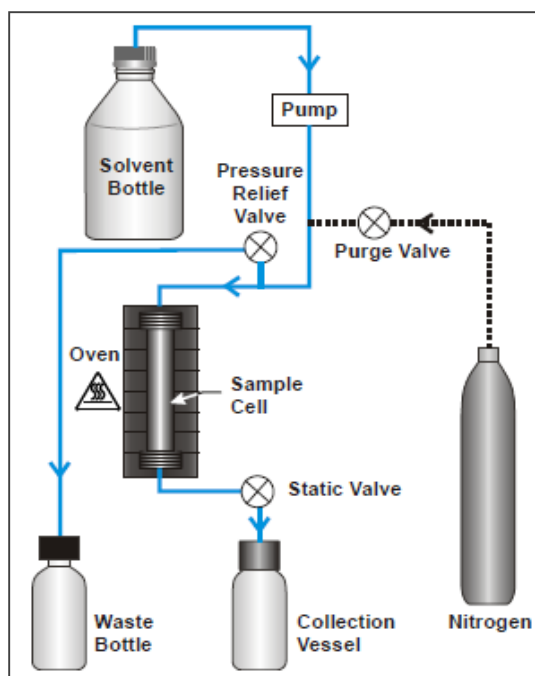 Solvent
Bottle
Pump
Pressure
Relief
Valve
Purge Valve
Oven
Sample
Cell
Static Valve
Waste
Bottle
Collection
Vessel
Nitrogen